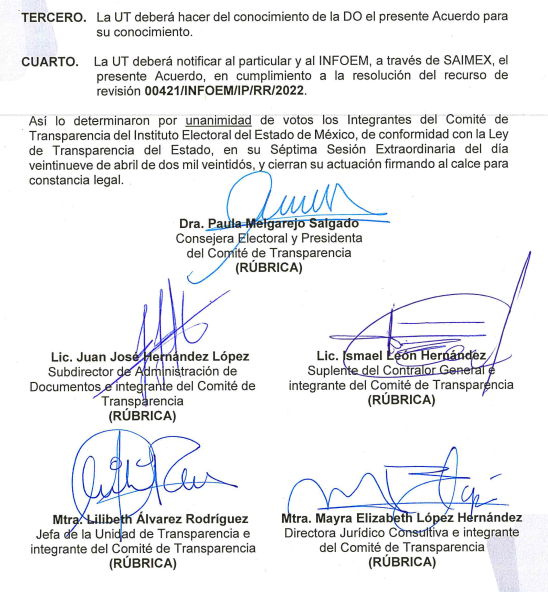 TERCERO. La UT deberá hacer del conocimiento de la DO el presente Acuerdo para
su conocimiento.
CUARTO. La UT deberá notificar al particular y al INFOEM, a través de SAIMEX, el
presente Acuerdo, en cumplimiento a la resolución del recurso de
revisión 00421/INFOEM/IP/RR/2022.
Así lo determinaron por unanimidad de votos los Integrantes del Comité de
Transparencia del Instituto Electoral del Estado de México, de conformidad con la Ley
de Transparencia del Estado, en su Séptima Sesión Extraordinaria del día
veintinueve de abril de dos mil veintidós, y cierran su actuación firmando al calce para
constancia legal.
Dra. Paula Melgarejo Salgado
Consejera Electoral y Presidenta
del Comité de Transparencia
(RÚBRICA)
Lic. Juan José Hernández López
Subdirector de Administración de
Documentos e integrante del Comité de
Transparencia
(RÚBRICA)
Lic. Ismael León Hernández
Suplente del Contralor General e
integrante del Comité de Transparencia
(RÚBRICA)
Mtra. Lilibeth Álvarez Rodríguez
Jefa de la Unidad de Transparencia e
integrante del Comité de Transparencia
(RÚBRICA)
Mtra. Mayra Elizabeth López Hernández
Directora Jurídico Consultiva e integrante
del Comité de Transparencia
(RÚBRICA)